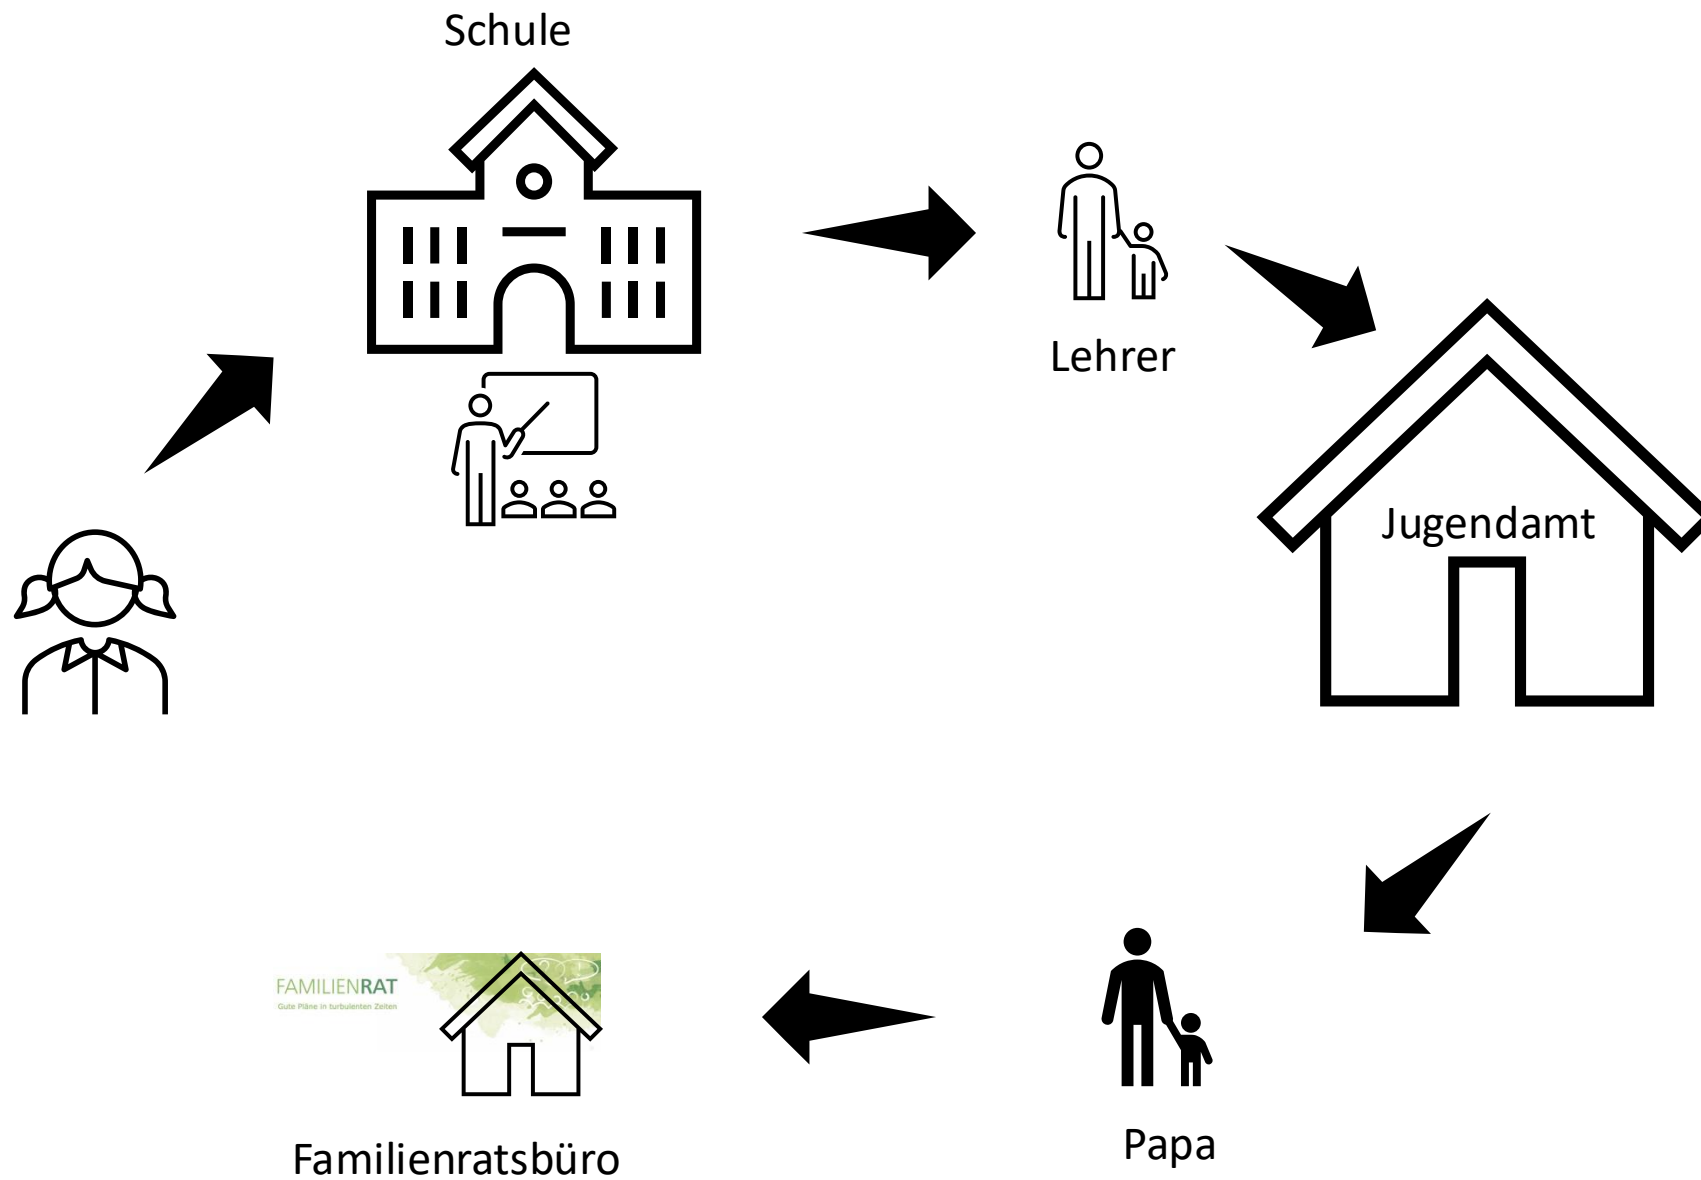 Schule
Lehrer
Jugendamt
FAMILIENRAT
Gute Pläne in turbulenten Zeiten
Familienratsbüro
Papa